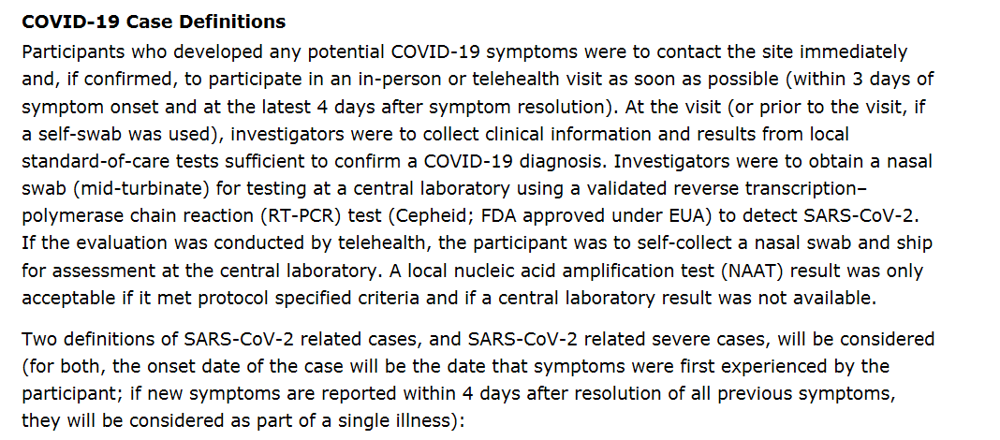 COVID-19 Case Definitions
Participants who developed any potential COVID-19 symptoms were to contact the site immediately
and, if confirmed, to participate in an in-person or telehealth visit as soon as possible (within 3 days of
symptom onset and at the latest 4 days after symptom resolution). At the visit (or prior to the visit, if
a self-swab was used), investigators were to collect clinical information and results from local
standard-of-care tests sufficient to confirm a COVID-19 diagnosis. Investigators were to obtain a nasal
swab (mid-turbinate) for testing at a central laboratory using a validated reverse transcription–
polymerase chain reaction (RT-PCR) test (Cepheid; FDA approved under EUA) to detect SARS-CoV-2.
If the evaluation was conducted by telehealth, the participant was to self-collect a nasal swab and ship
for assessment at the central laboratory. A local nucleic acid amplification test (NAAT) result was only
acceptable if it met protocol specified criteria and if a central laboratory result was not available.
Two definitions of SARS-CoV-2 related cases, and SARS-CoV-2 related severe cases, will be considered
(for both, the onset date of the case will be the date that symptoms were first experienced by the
participant; if new symptoms are reported within 4 days after resolution of all previous symptoms,
they will be considered as part of a single illness):